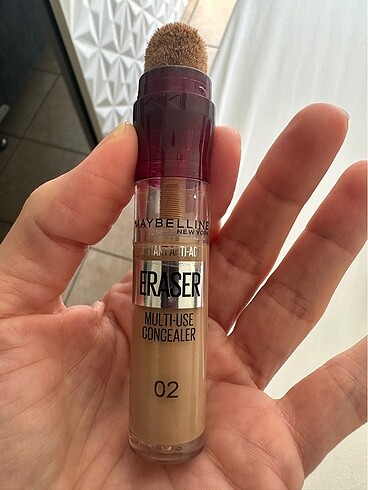 MAYBELLINE
NEW YORK
ERASER
MULTI-USE
CONCEALER
02